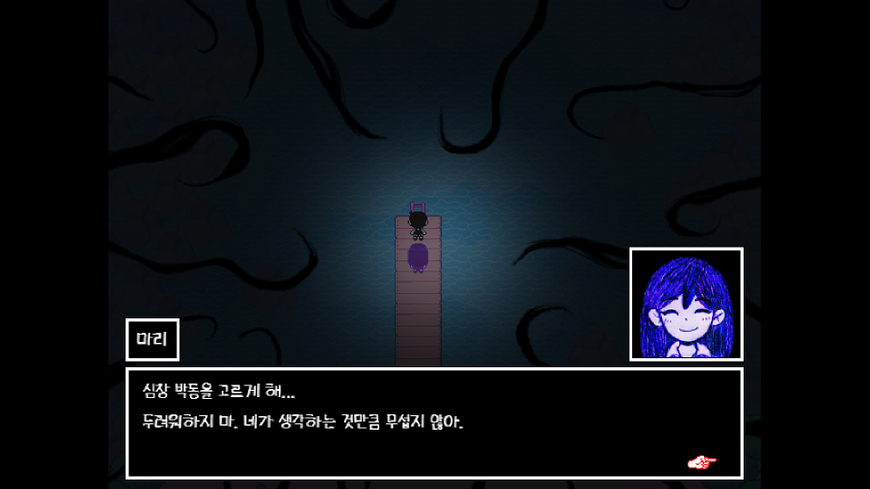 마리
심장 박동을 고르게 해...
두려워하지 마. 네가 생각하는 것만큼 무섭지 않아.